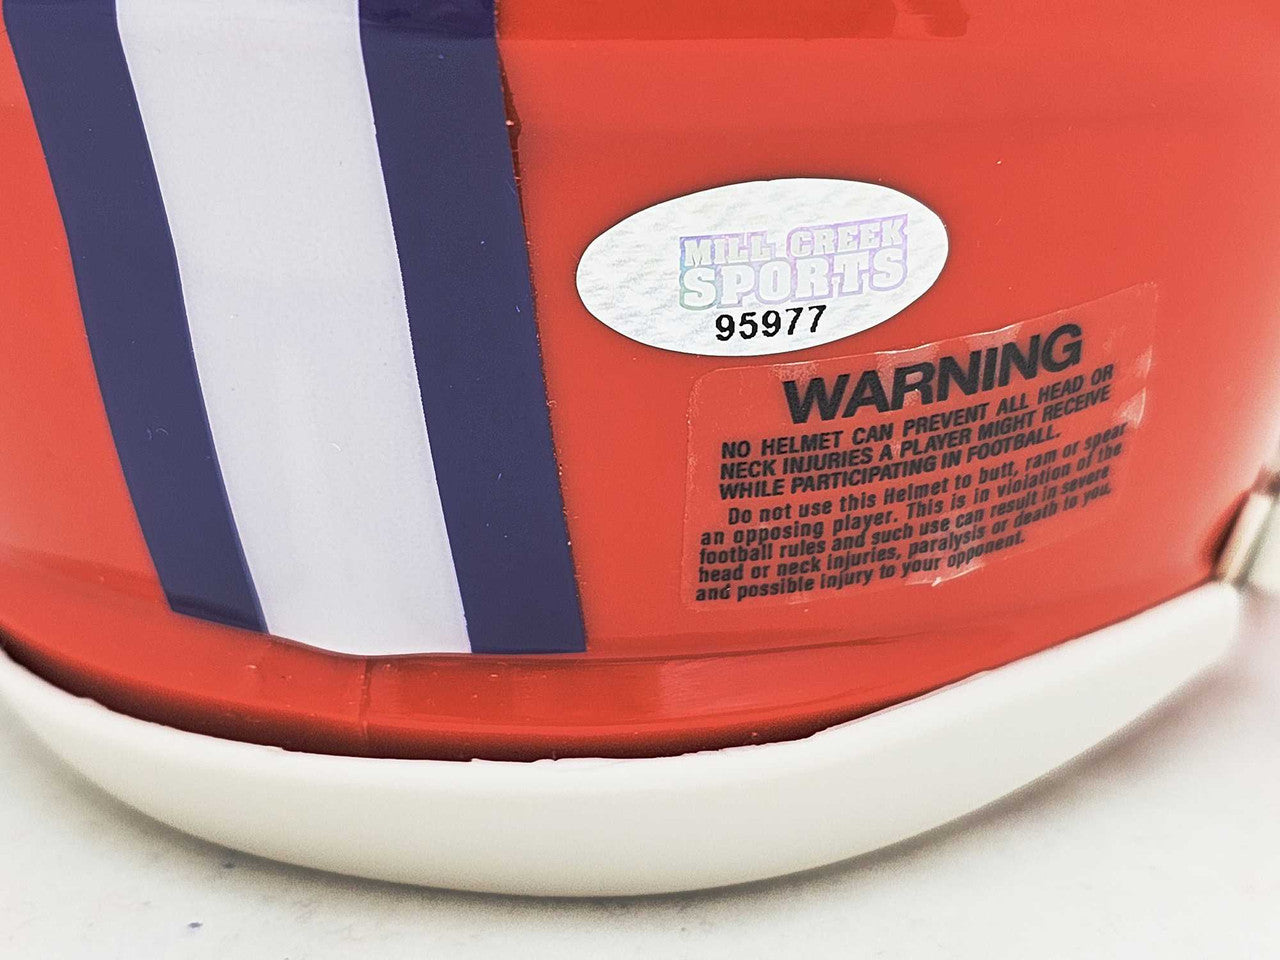 MILL CREEK
SPORTS
95977
WARNING
NO HELMET CAN PREVENT ALL HEAD OR
NECK INJURIES A PLAYER MIGHT RECEIVE
WHILE PARTICIPATING IN FOOTBALL.
Do not use this Helmet to butt, ram or spear
an opposing player. This is in violation of the
football rules and such use can result in severe
head or neck injuries, paralysis or death to you,
and possible injury to your opponent.